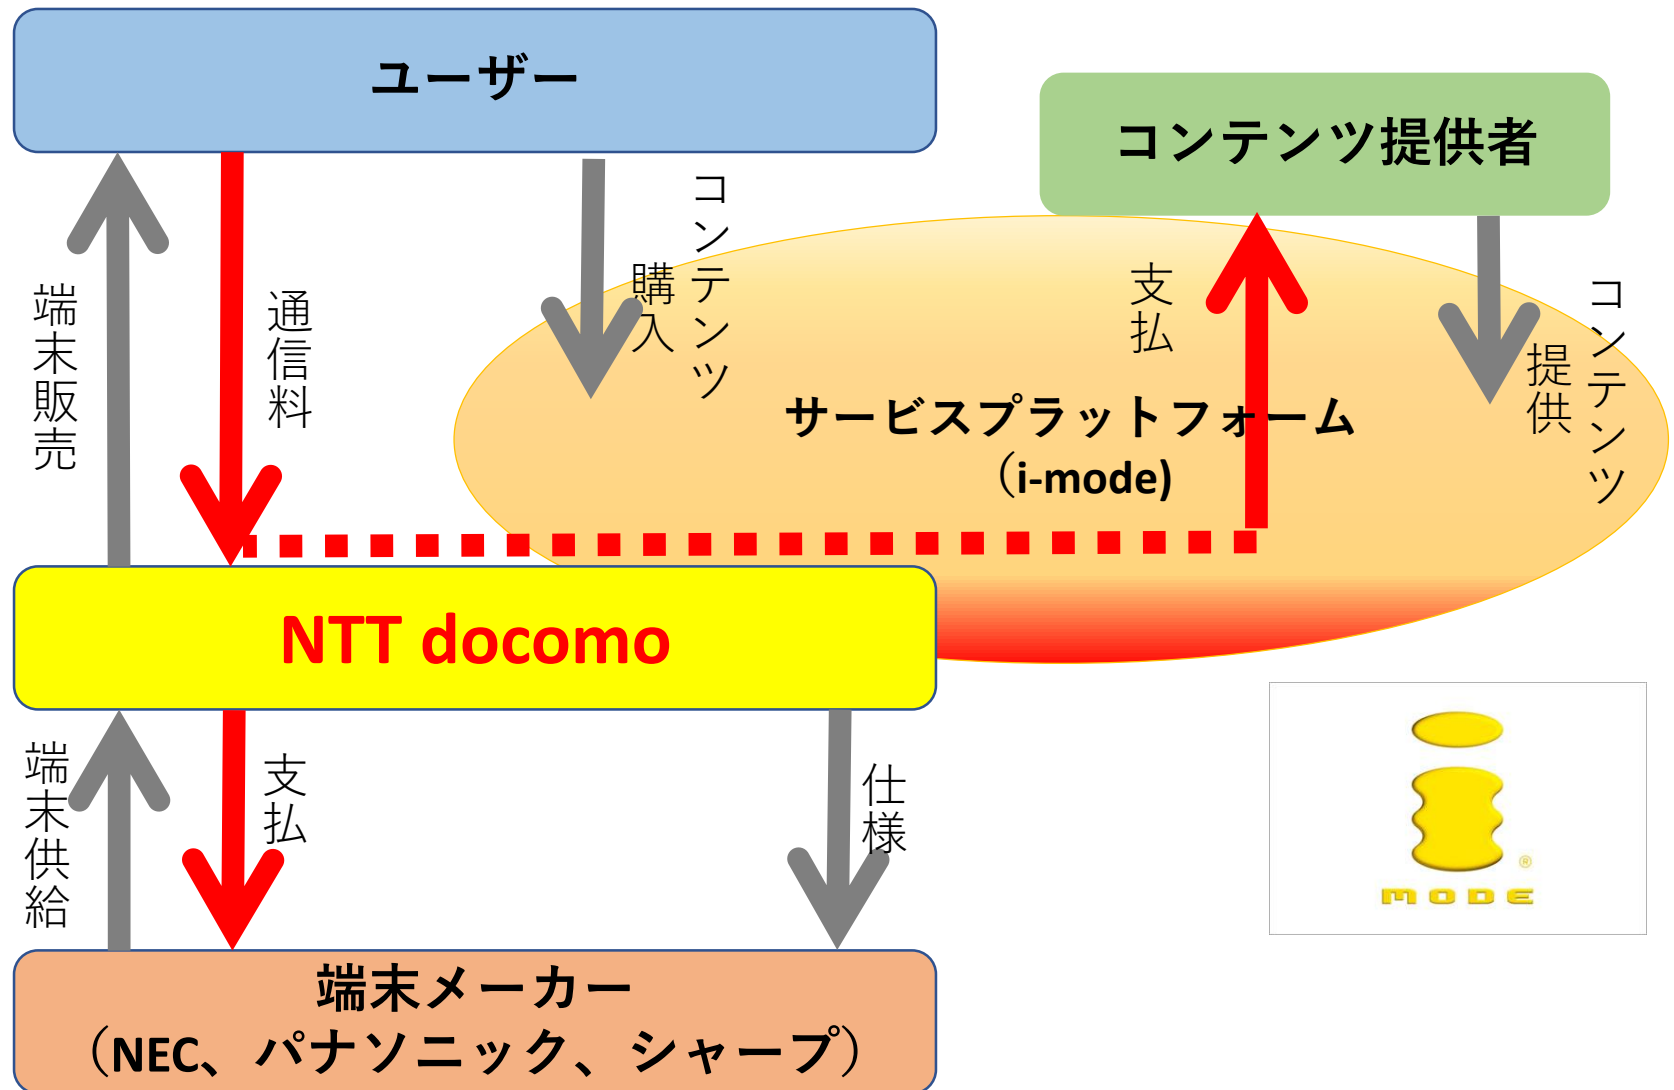 ユーザー
コンテンツ提供者
端末販売
通信料
コンテンツ
購入
支払
コンテンツ
提供
サービスプラットフォーム
（i-mode)
NTT docomo
端末供給
支払
仕様
MODE
®
端末メーカー
（NEC、パナソニック、シャープ）